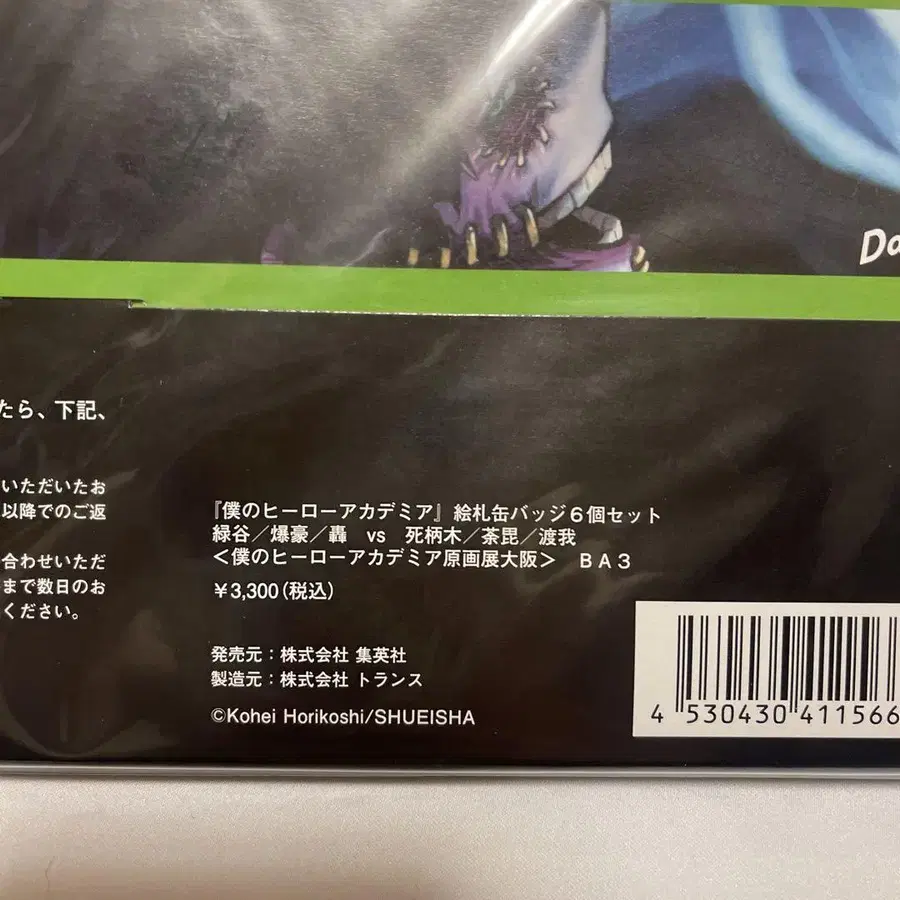 Da
たら、下記、
いただいたお
以降でのご返
合わせいただ
まで数日のお
ください。
『僕のヒーローアカデミア』絵札缶バッジ6個セット
緑谷／爆豪／轟　vs　死柄木／荼毘／渡我
＜僕のヒーローアカデミア原画展大阪＞　BA3
￥3,300(税込)
発売元：株式会社 集英社
製造元：株式会社 トランス
©Kohei Horikoshi/SHUEISHA
4 530430 411566